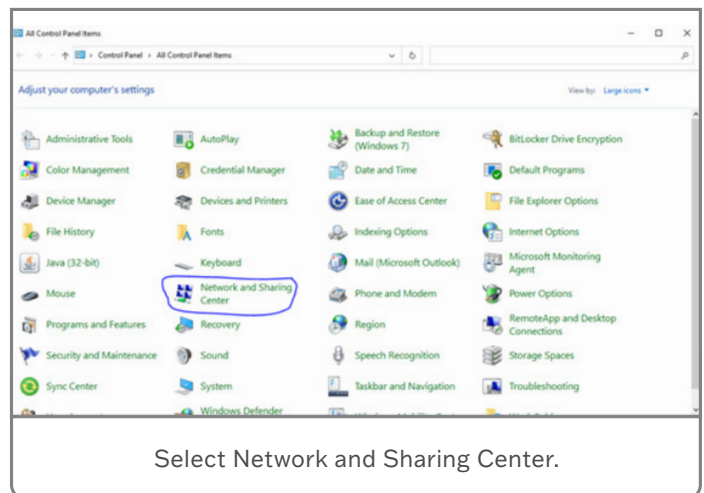 All Control Panel Items
Control Panel > All Control Panel Items
Adjust your computer's settings
View by: Large icons
Administrative Tools
AutoPlay
Backup and Restore
(Windows 7)
BitLocker Drive Encryption
Color Management
Credential Manager
Date and Time
Default Programs
Device Manager
Devices and Printers
Ease of Access Center
File Explorer Options
File History
Fonts
Indexing Options
Internet Options
Java (32-bit)
Keyboard
Mail (Microsoft Outlook)
Microsoft Monitoring
Agent
Mouse
Network and Sharing
Center
Phone and Modem
Power Options
Programs and Features
Recovery
Region
RemoteApp and Desktop
Connections
Security and Maintenance
Sound
Speech Recognition
Storage Spaces
Sync Center
System
Taskbar and Navigation
Troubleshooting
Windows Defender
Select Network and Sharing Center.